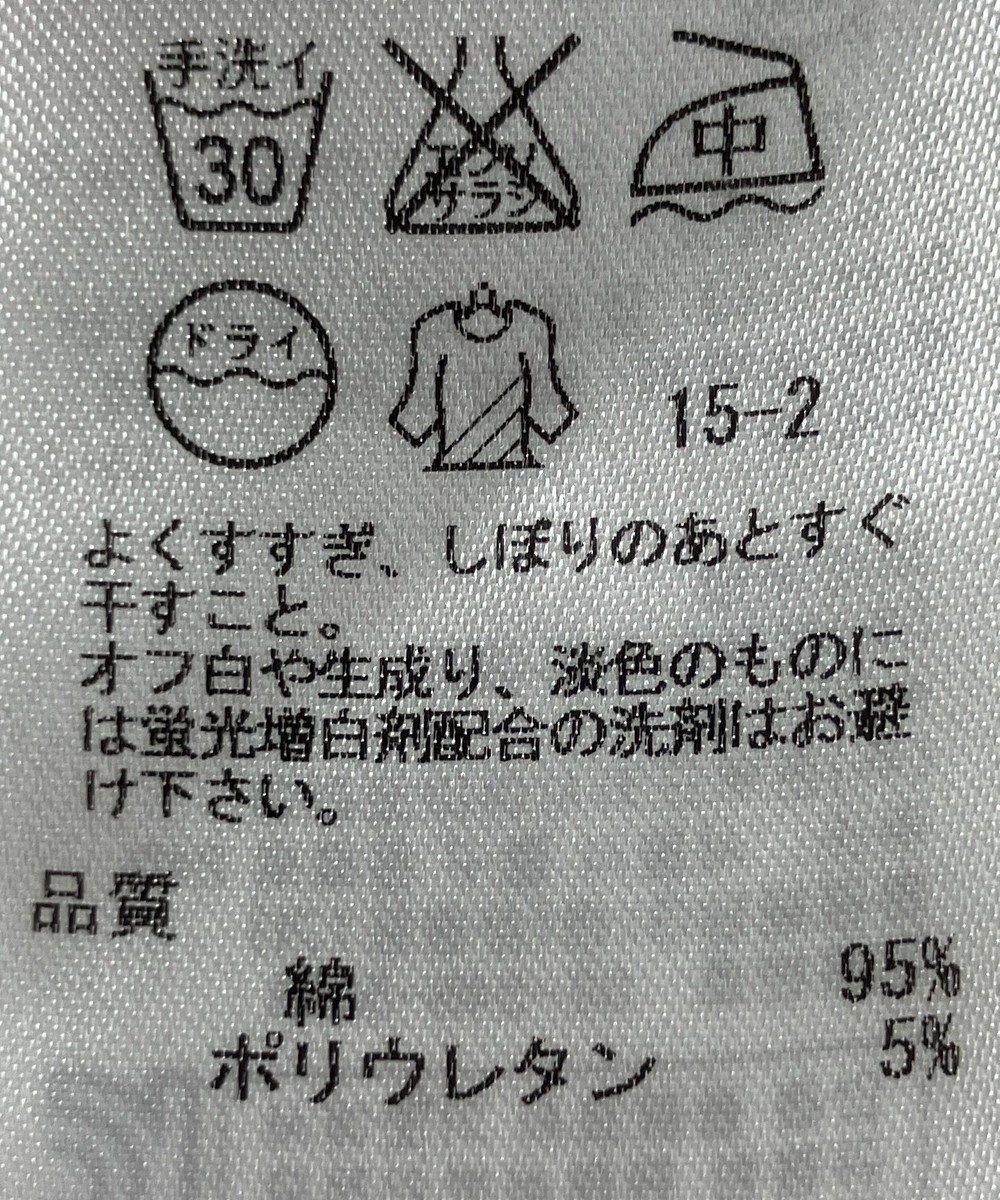 手洗イ
30
エンソ
サラシ
中
ドライ
15-2
よくすすぎ、しぼりのあとすぐ
干すこと。
オフ白や生成り、淡色のものに
は蛍光増白剤配合の洗剤はお避
け下さい。
品質
綿 95%
ポリウレタン 5%